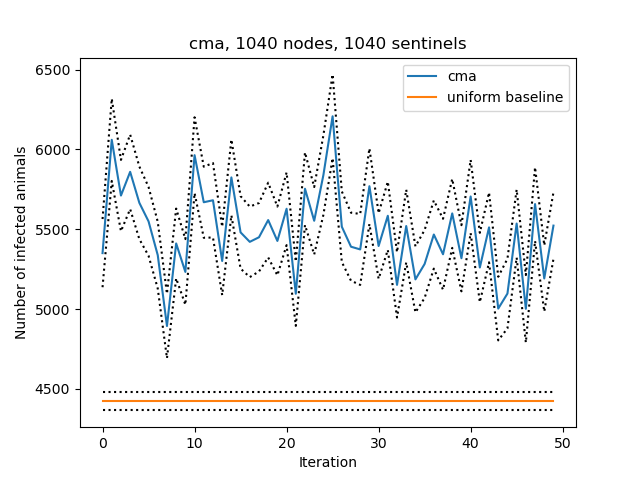 cma, 1040 nodes, 1040 sentinels
6500
6000
5500
5000
4500
Number of infected animals
cma
uniform baseline
0
10
20
30
40
50
Iteration